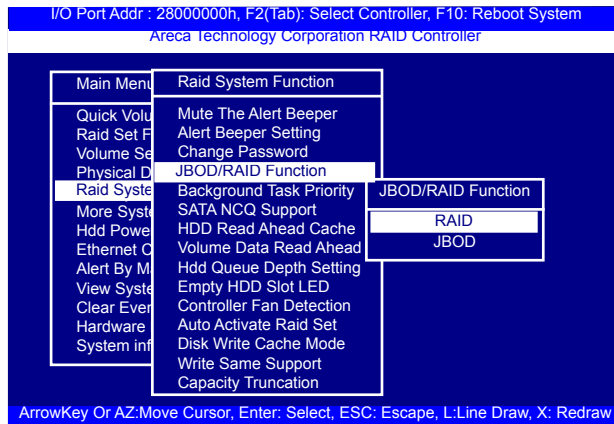 I/O Port Addr : 28000000h, F2(Tab): Select Controller, F10: Reboot System
Areca Technology Corporation RAID Controller
Main Menu
Quick Volu
Raid Set F
Volume Se
Physical D
Raid Syste
More Syste
Hdd Powe
Ethernet C
Alert By Ma
View Syste
Clear Even
Hardware
System inf
Raid System Function
Mute The Alert Beeper
Alert Beeper Setting
Change Password
JBOD/RAID Function
Background Task Priority
SATA NCQ Support
HDD Read Ahead Cache
Volume Data Read Ahead
Hdd Queue Depth Setting
Empty HDD Slot LED
Controller Fan Detection
Auto Activate Raid Set
Disk Write Cache Mode
Write Same Support
Capacity Truncation
JBOD/RAID Function
RAID
JBOD
ArrowKey Or AZ:Move Cursor, Enter: Select, ESC: Escape, L:Line Draw, X: Redraw